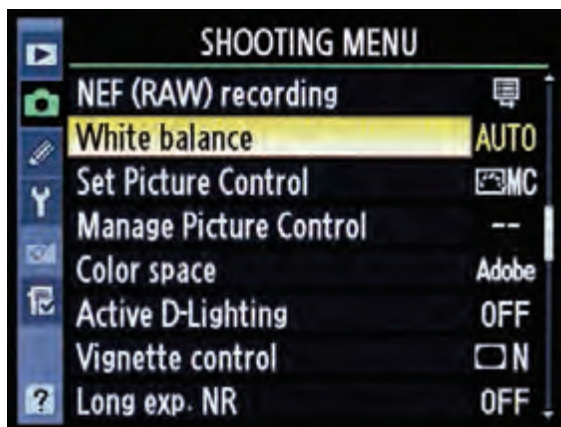 SHOOTING MENU
NEF (RAW) recording
White balance AUTO
Set Picture Control MC
Manage Picture Control --
Color space Adobe
Active D-Lighting OFF
Vignette control N
Long exp. NR OFF
?